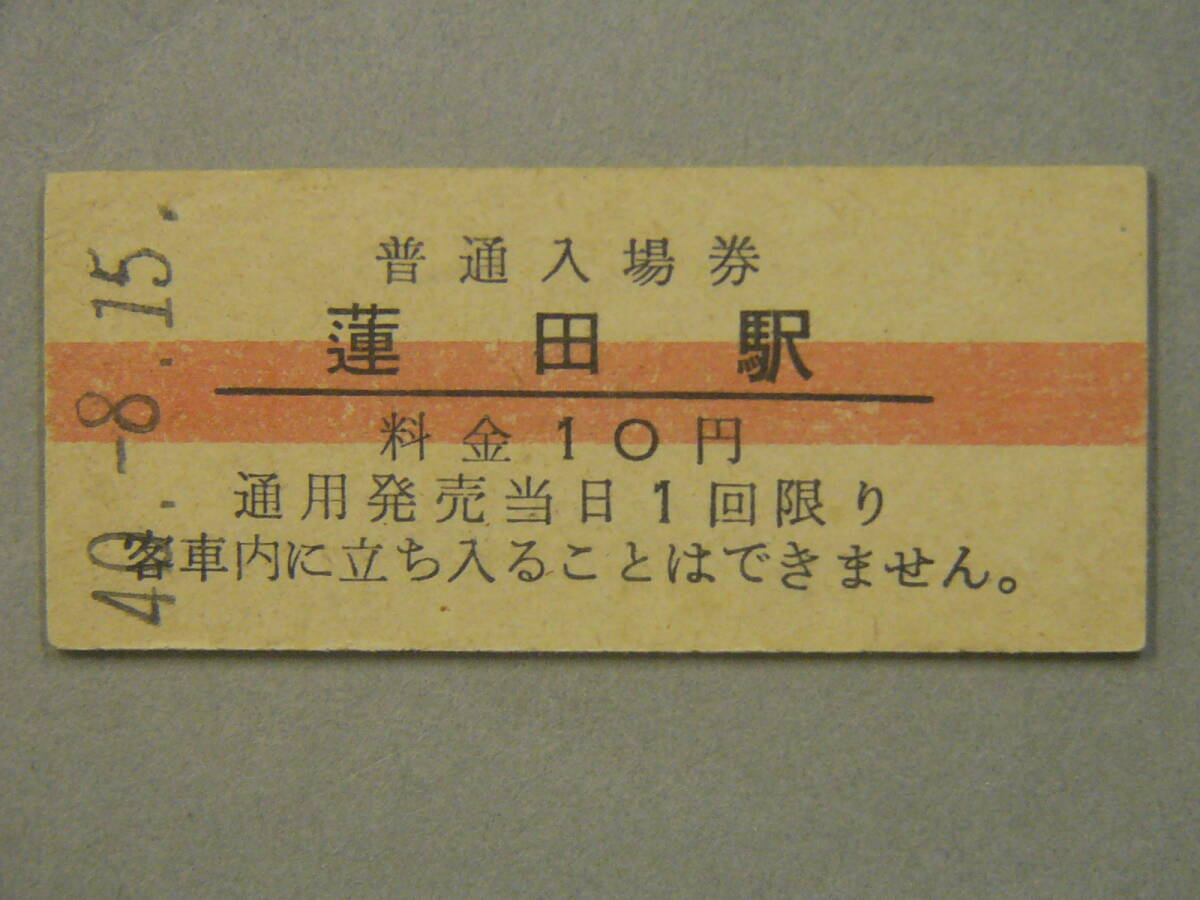 普通入場券
蓮田駅
料金10円
通用発売当日1回限り
客車内に立ち入ることはできません。
40.-8.15.